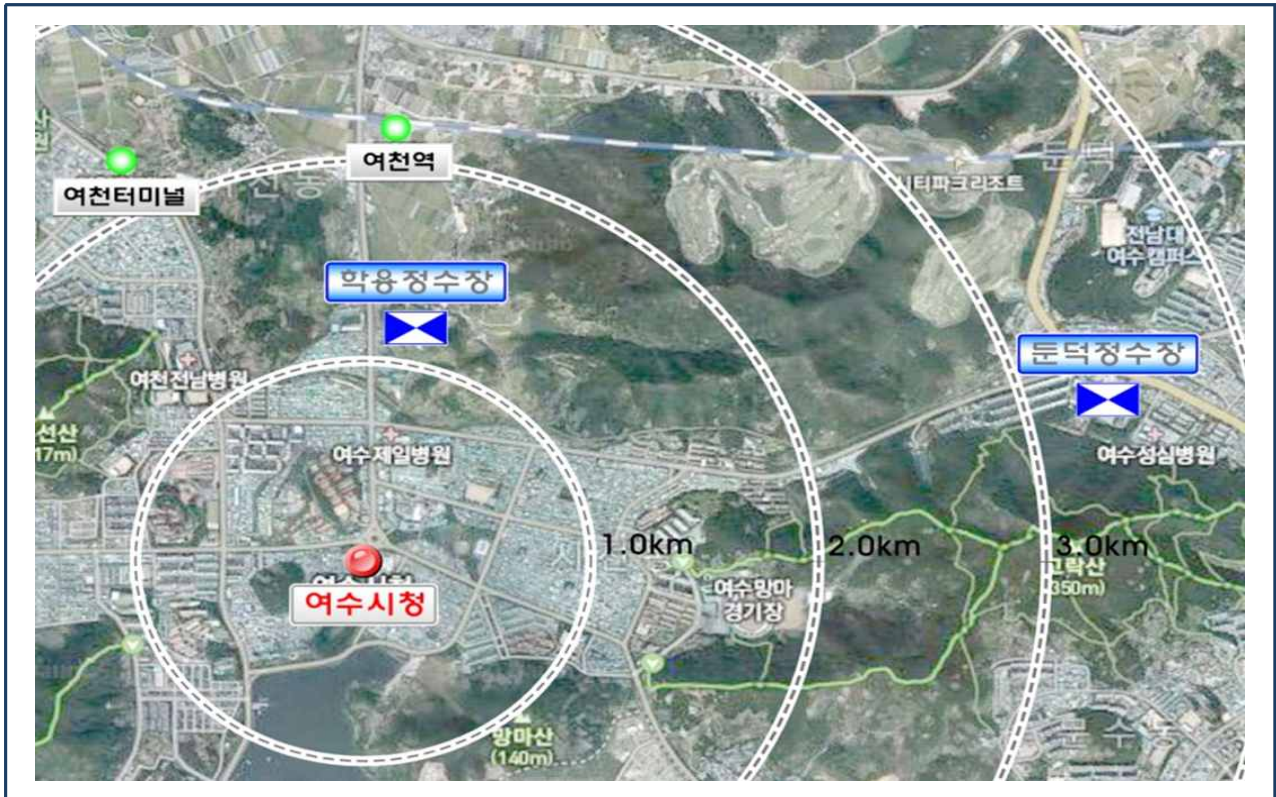 여천역
여천터미널
시티파크리조트
전남대
여수캠퍼스
학용정수장
둔덕정수장
여천전남병원
여수제일병원
여수성심병원
선산
17m)
1.0km
2.0km
3.0km
고락산
(350m)
여수시청
여수망마
경기장
망마산
(140m)